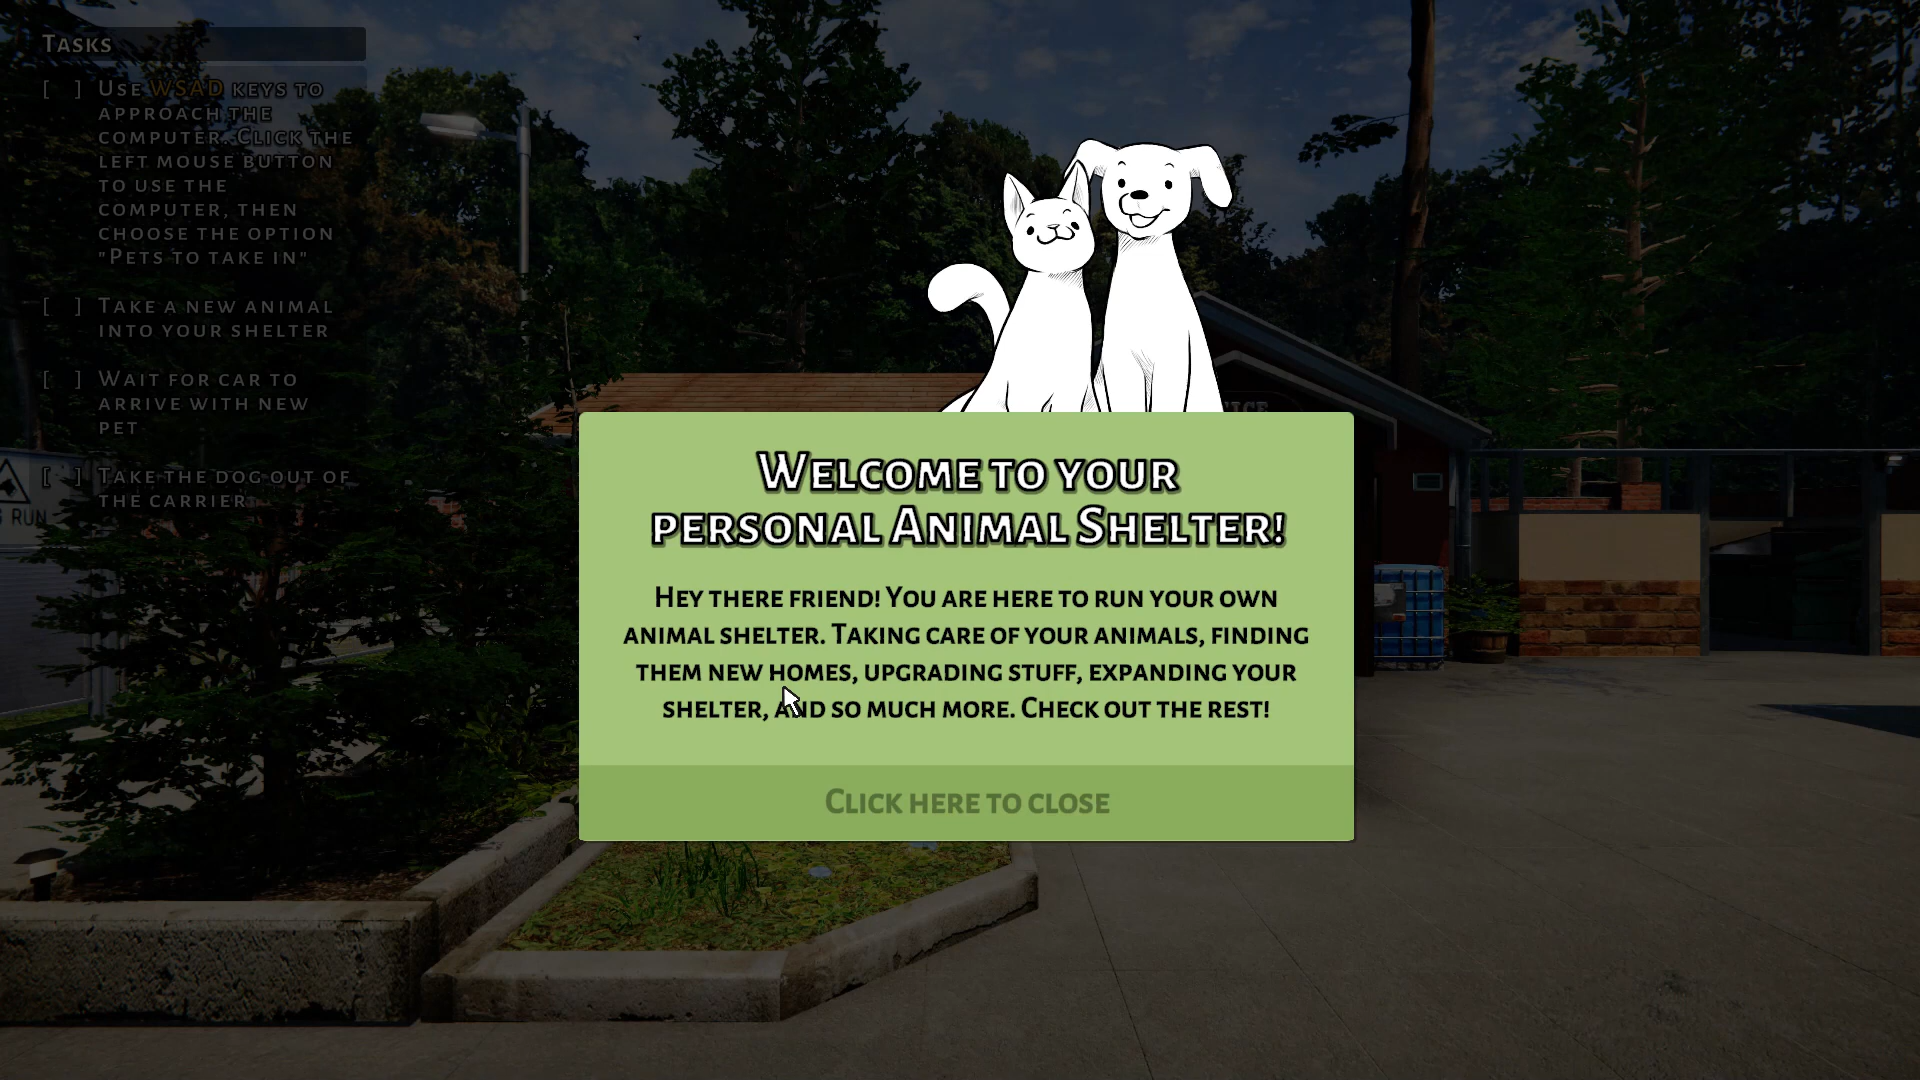 Tasks
[ ] Use WSAD keys to
approach the
computer. Click the
left mouse button
to use the
computer, then
choose the option
"Pets to take in"
[ ] Take a new animal
into your shelter
[ ] Wait for car to
arrive with new
pet
[ ] Take the dog out of
the carrier
RUN
Welcome to your
personal Animal Shelter!
Hey there friend! You are here to run your own
animal shelter. Taking care of your animals, finding
them new homes, upgrading stuff, expanding your
shelter, and so much more. Check out the rest!
Click here to close